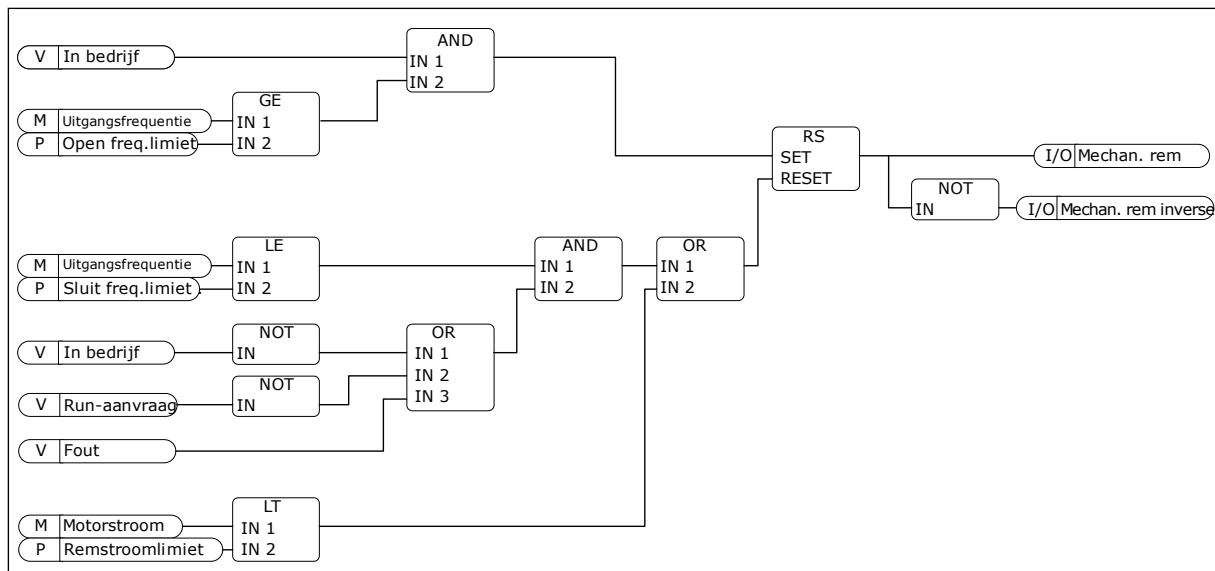 AND
V In bedrijf
IN 1
IN 2
GE
M Uitgangsfrequentie
IN 1
P Open freq.limiet
IN 2
RS
SET
RESET
I/O Mechan. rem
NOT
IN
I/O Mechan. rem inverse
LE
M Uitgangsfrequentie
IN 1
P Sluit freq.limiet .
IN 2
AND
IN 1
IN 2
OR
IN 1
IN 2
V In bedrijf
NOT
IN
OR
IN 1
IN 2
IN 3
V Run-aanvraag
NOT
IN
V Fout
LT
M Motorstroom
IN 1
P Remstroomlimiet
IN 2